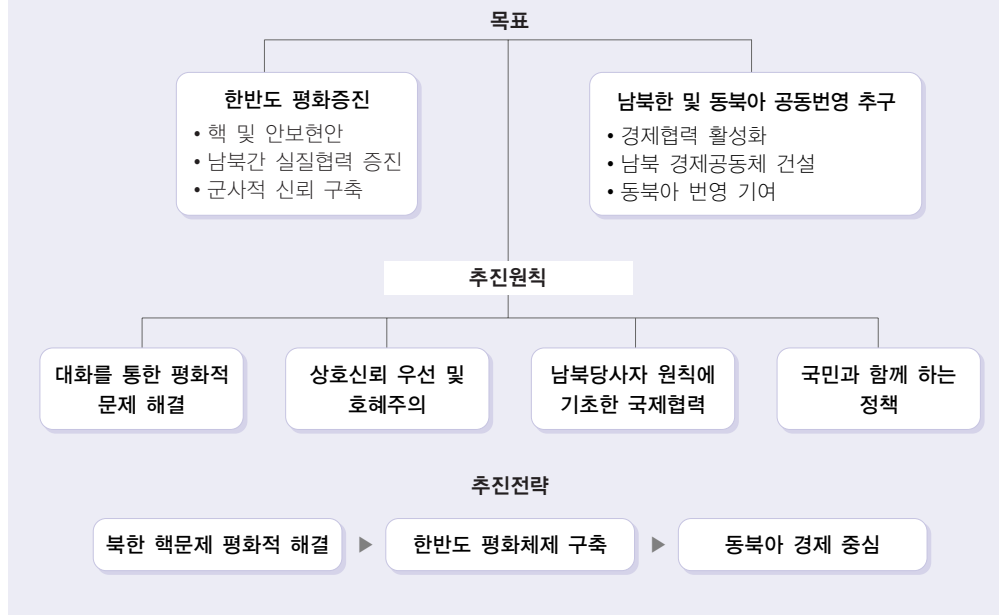 목표
한반도 평화증진
• 핵 및 안보현안
• 남북간 실질협력 증진
• 군사적 신뢰 구축
남북한 및 동북아 공동번영 추구
• 경제협력 활성화
• 남북 경제공동체 건설
• 동북아 번영 기여
추진원칙
대화를 통한 평화적
문제 해결
상호신뢰 우선 및
호혜주의
남북당사자 원칙에
기초한 국제협력
국민과 함께 하는
정책
추진전략
북한 핵문제 평화적 해결 ▶ 한반도 평화체제 구축 ▶ 동북아 경제 중심